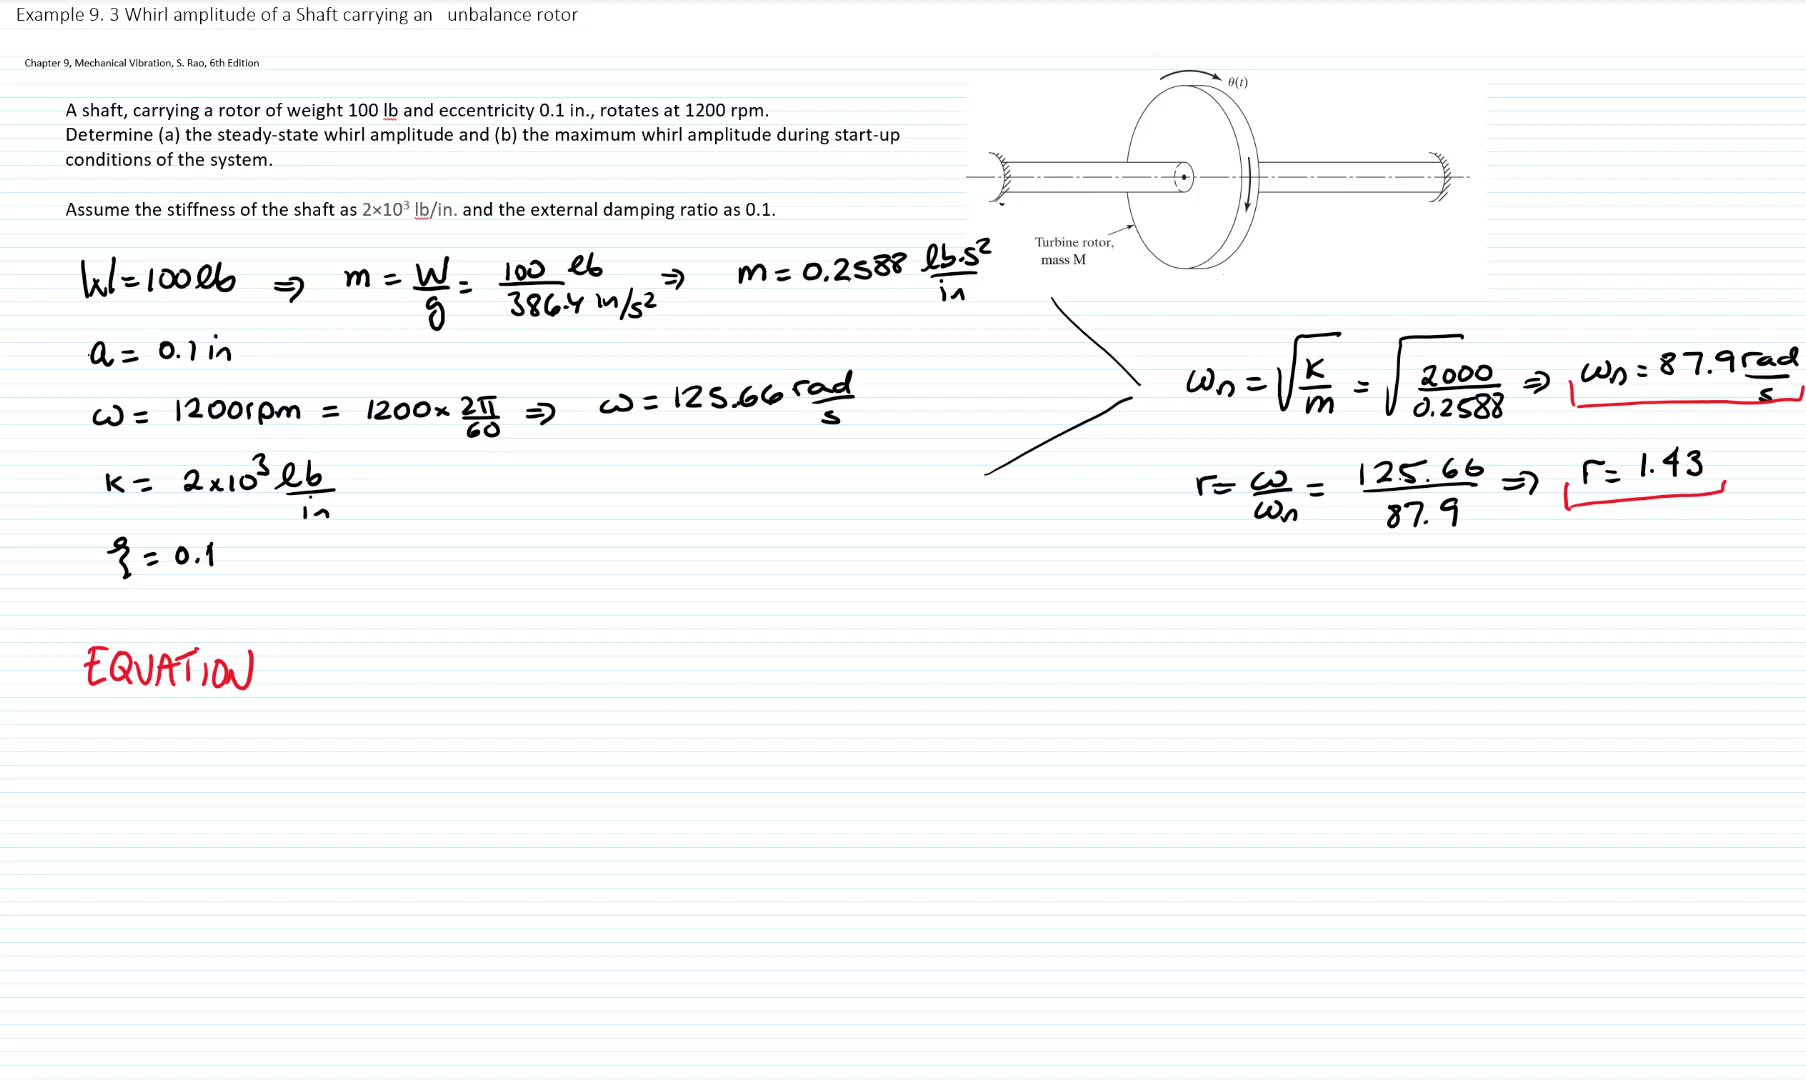 Example 9. 3 Whirl amplitude of a Shaft carrying an unbalance rotor
Chapter 9, Mechanical Vibration, S. Rao, 6th Edition
A shaft, carrying a rotor of weight 100 lb and eccentricity 0.1 in., rotates at 1200 rpm.
Determine (a) the steady-state whirl amplitude and (b) the maximum whirl amplitude during start-up
conditions of the system.
Assume the stiffness of the shaft as 2×10³ lb/in. and the external damping ratio as 0.1.
θ(t)
Turbine rotor,
mass M
W = 100 lb ⇒ m = W/g = 100 lb / 386.4 in/s² ⇒ m = 0.2588 lb·s²/in
a = 0.1 in
ω = 1200rpm = 1200 × 2π/60 ⇒ ω = 125.66 rad/s
K = 2×10³ lb/in
ξ = 0.1
ωn = √(K/m) = √(2000/0.2588) ⇒ ωn = 87.9 rad/s
r = ω/ωn = 125.66/87.9 ⇒ r = 1.43
EQUATION